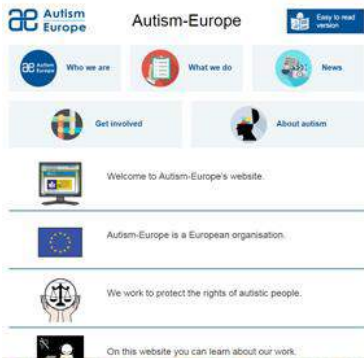 Autism
Europe
Autism-Europe
Easy to read
version
Who we are
What we do
News
Get involved
About autism
Welcome to Autism-Europe's website.
Autism-Europe is a European organisation.
We work to protect the rights of autistic people.
On this website you can learn about our work.